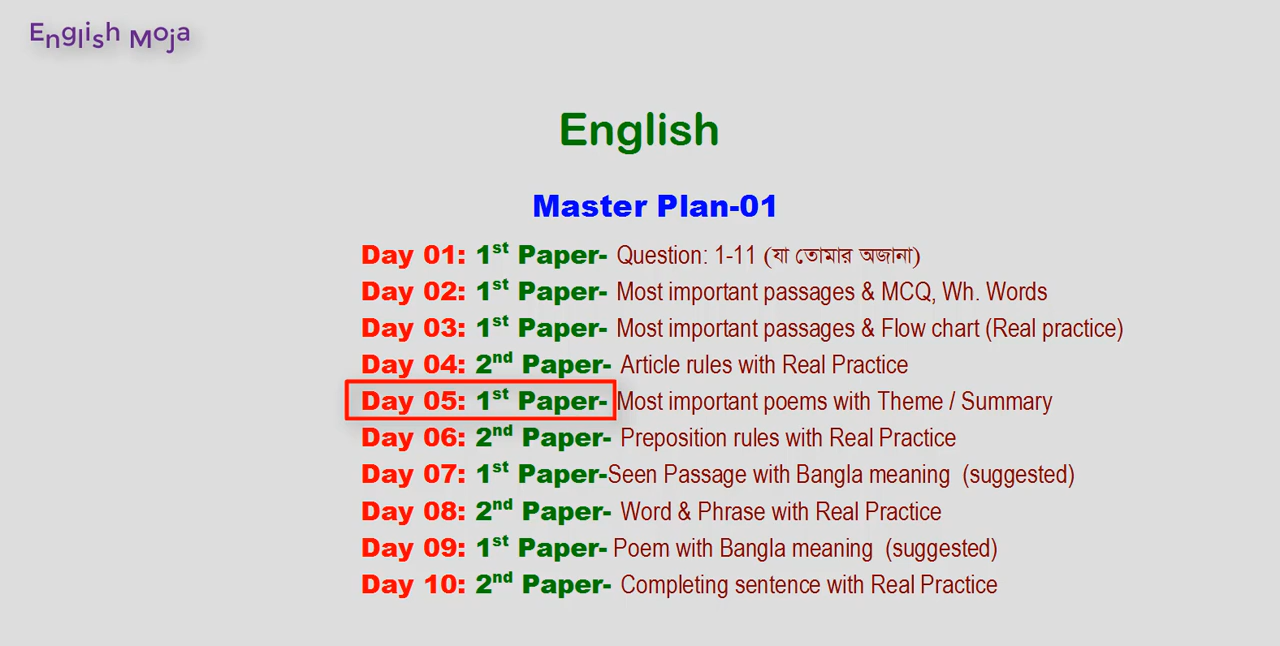 English Moja
English
Master Plan-01
Day 01: 1st Paper- Question: 1-11 (যা তোমার অজানা)
Day 02: 1st Paper- Most important passages & MCQ, Wh. Words
Day 03: 1st Paper- Most important passages & Flow chart (Real practice)
Day 04: 2nd Paper- Article rules with Real Practice
Day 05: 1st Paper- Most important poems with Theme / Summary
Day 06: 2nd Paper- Preposition rules with Real Practice
Day 07: 1st Paper-Seen Passage with Bangla meaning (suggested)
Day 08: 2nd Paper- Word & Phrase with Real Practice
Day 09: 1st Paper- Poem with Bangla meaning (suggested)
Day 10: 2nd Paper- Completing sentence with Real Practice